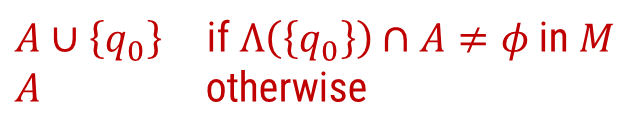 A ∪ {q₀} if Λ({q₀}) ∩ A ≠ ϕ in M
A otherwise